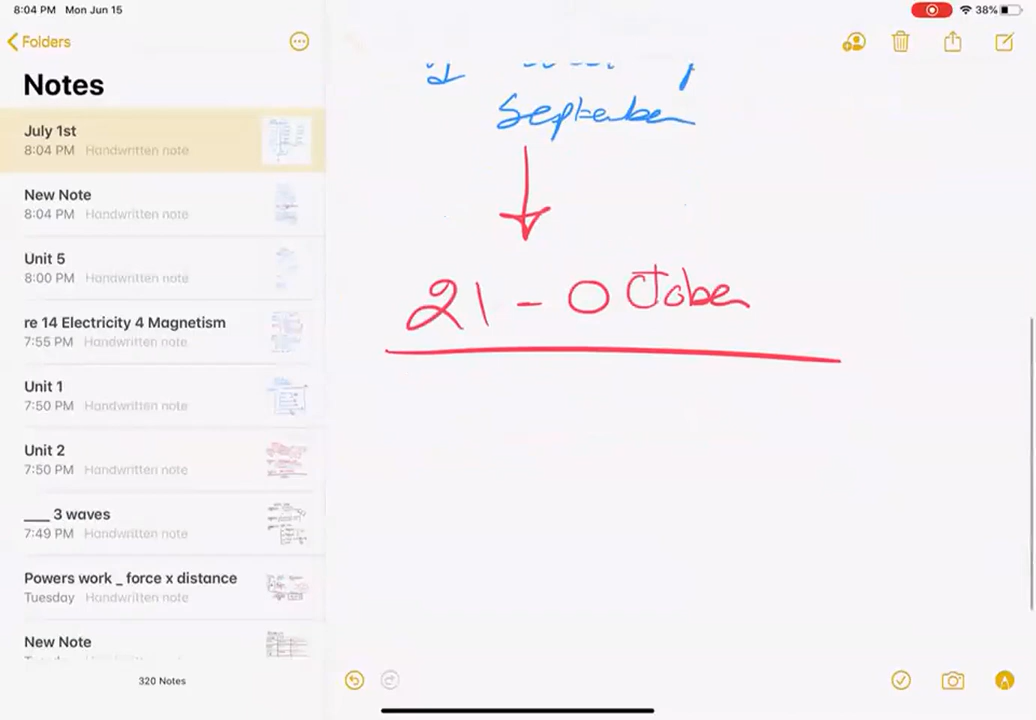 8:04 PM Mon Jun 15
38%
Folders
Notes
July 1st
8:04 PM Handwritten note
New Note
8:04 PM Handwritten note
Unit 5
8:00 PM Handwritten note
re 14 Electricity 4 Magnetism
7:55 PM Handwritten note
Unit 1
7:50 PM Handwritten note
Unit 2
7:50 PM Handwritten note
___ 3 waves
7:49 PM Handwritten note
Powers work _ force x distance
Tuesday Handwritten note
New Note
320 Notes
September
21 - October